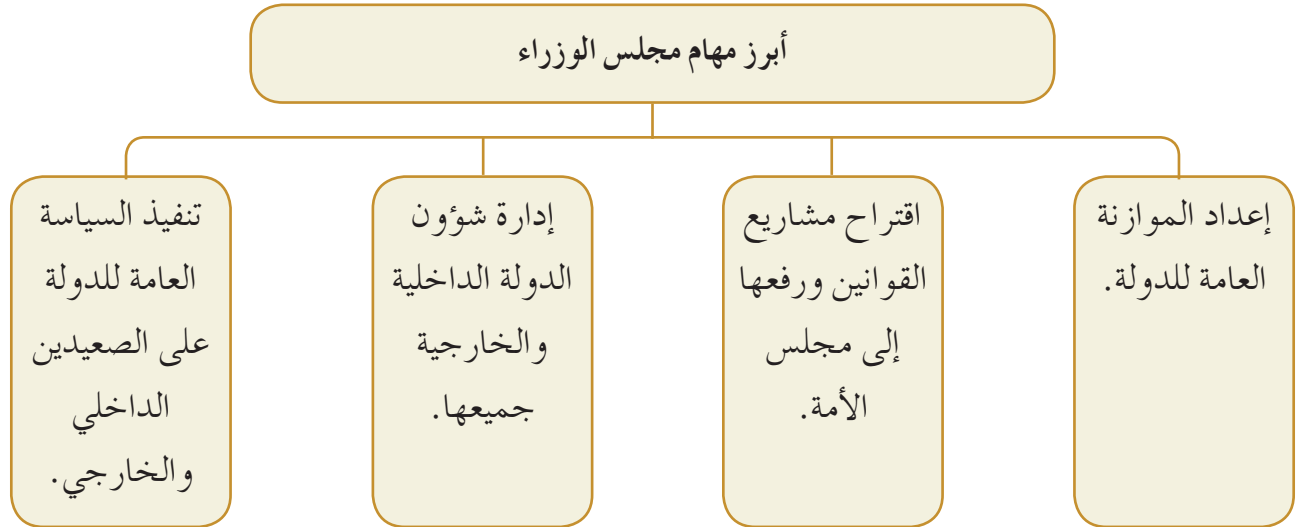 أبرز مهام مجلس الوزراء
إعداد الموازنة
العامة للدولة.
اقتراح مشاريع
القوانين ورفعها
إلى مجلس
الأمة.
إدارة شؤون
الدولة الداخلية
والخارجية
جميعها.
تنفيذ السياسة
العامة للدولة
على الصعيدين
الداخلي
والخارجي.